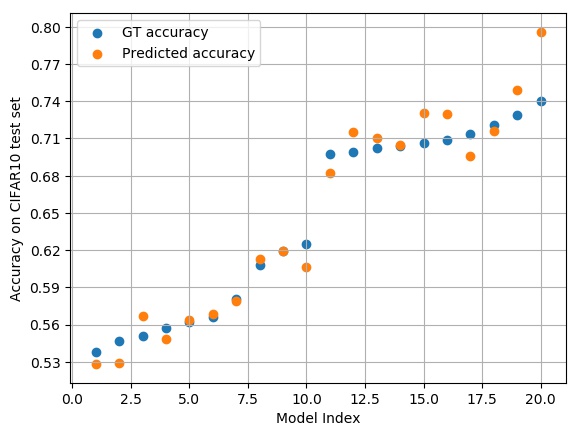 GT accuracy
Predicted accuracy
Accuracy on CIFAR10 test set
0.80
0.77
0.74
0.71
0.68
0.65
0.62
0.59
0.56
0.53
0.0 2.5 5.0 7.5 10.0 12.5 15.0 17.5 20.0
Model Index